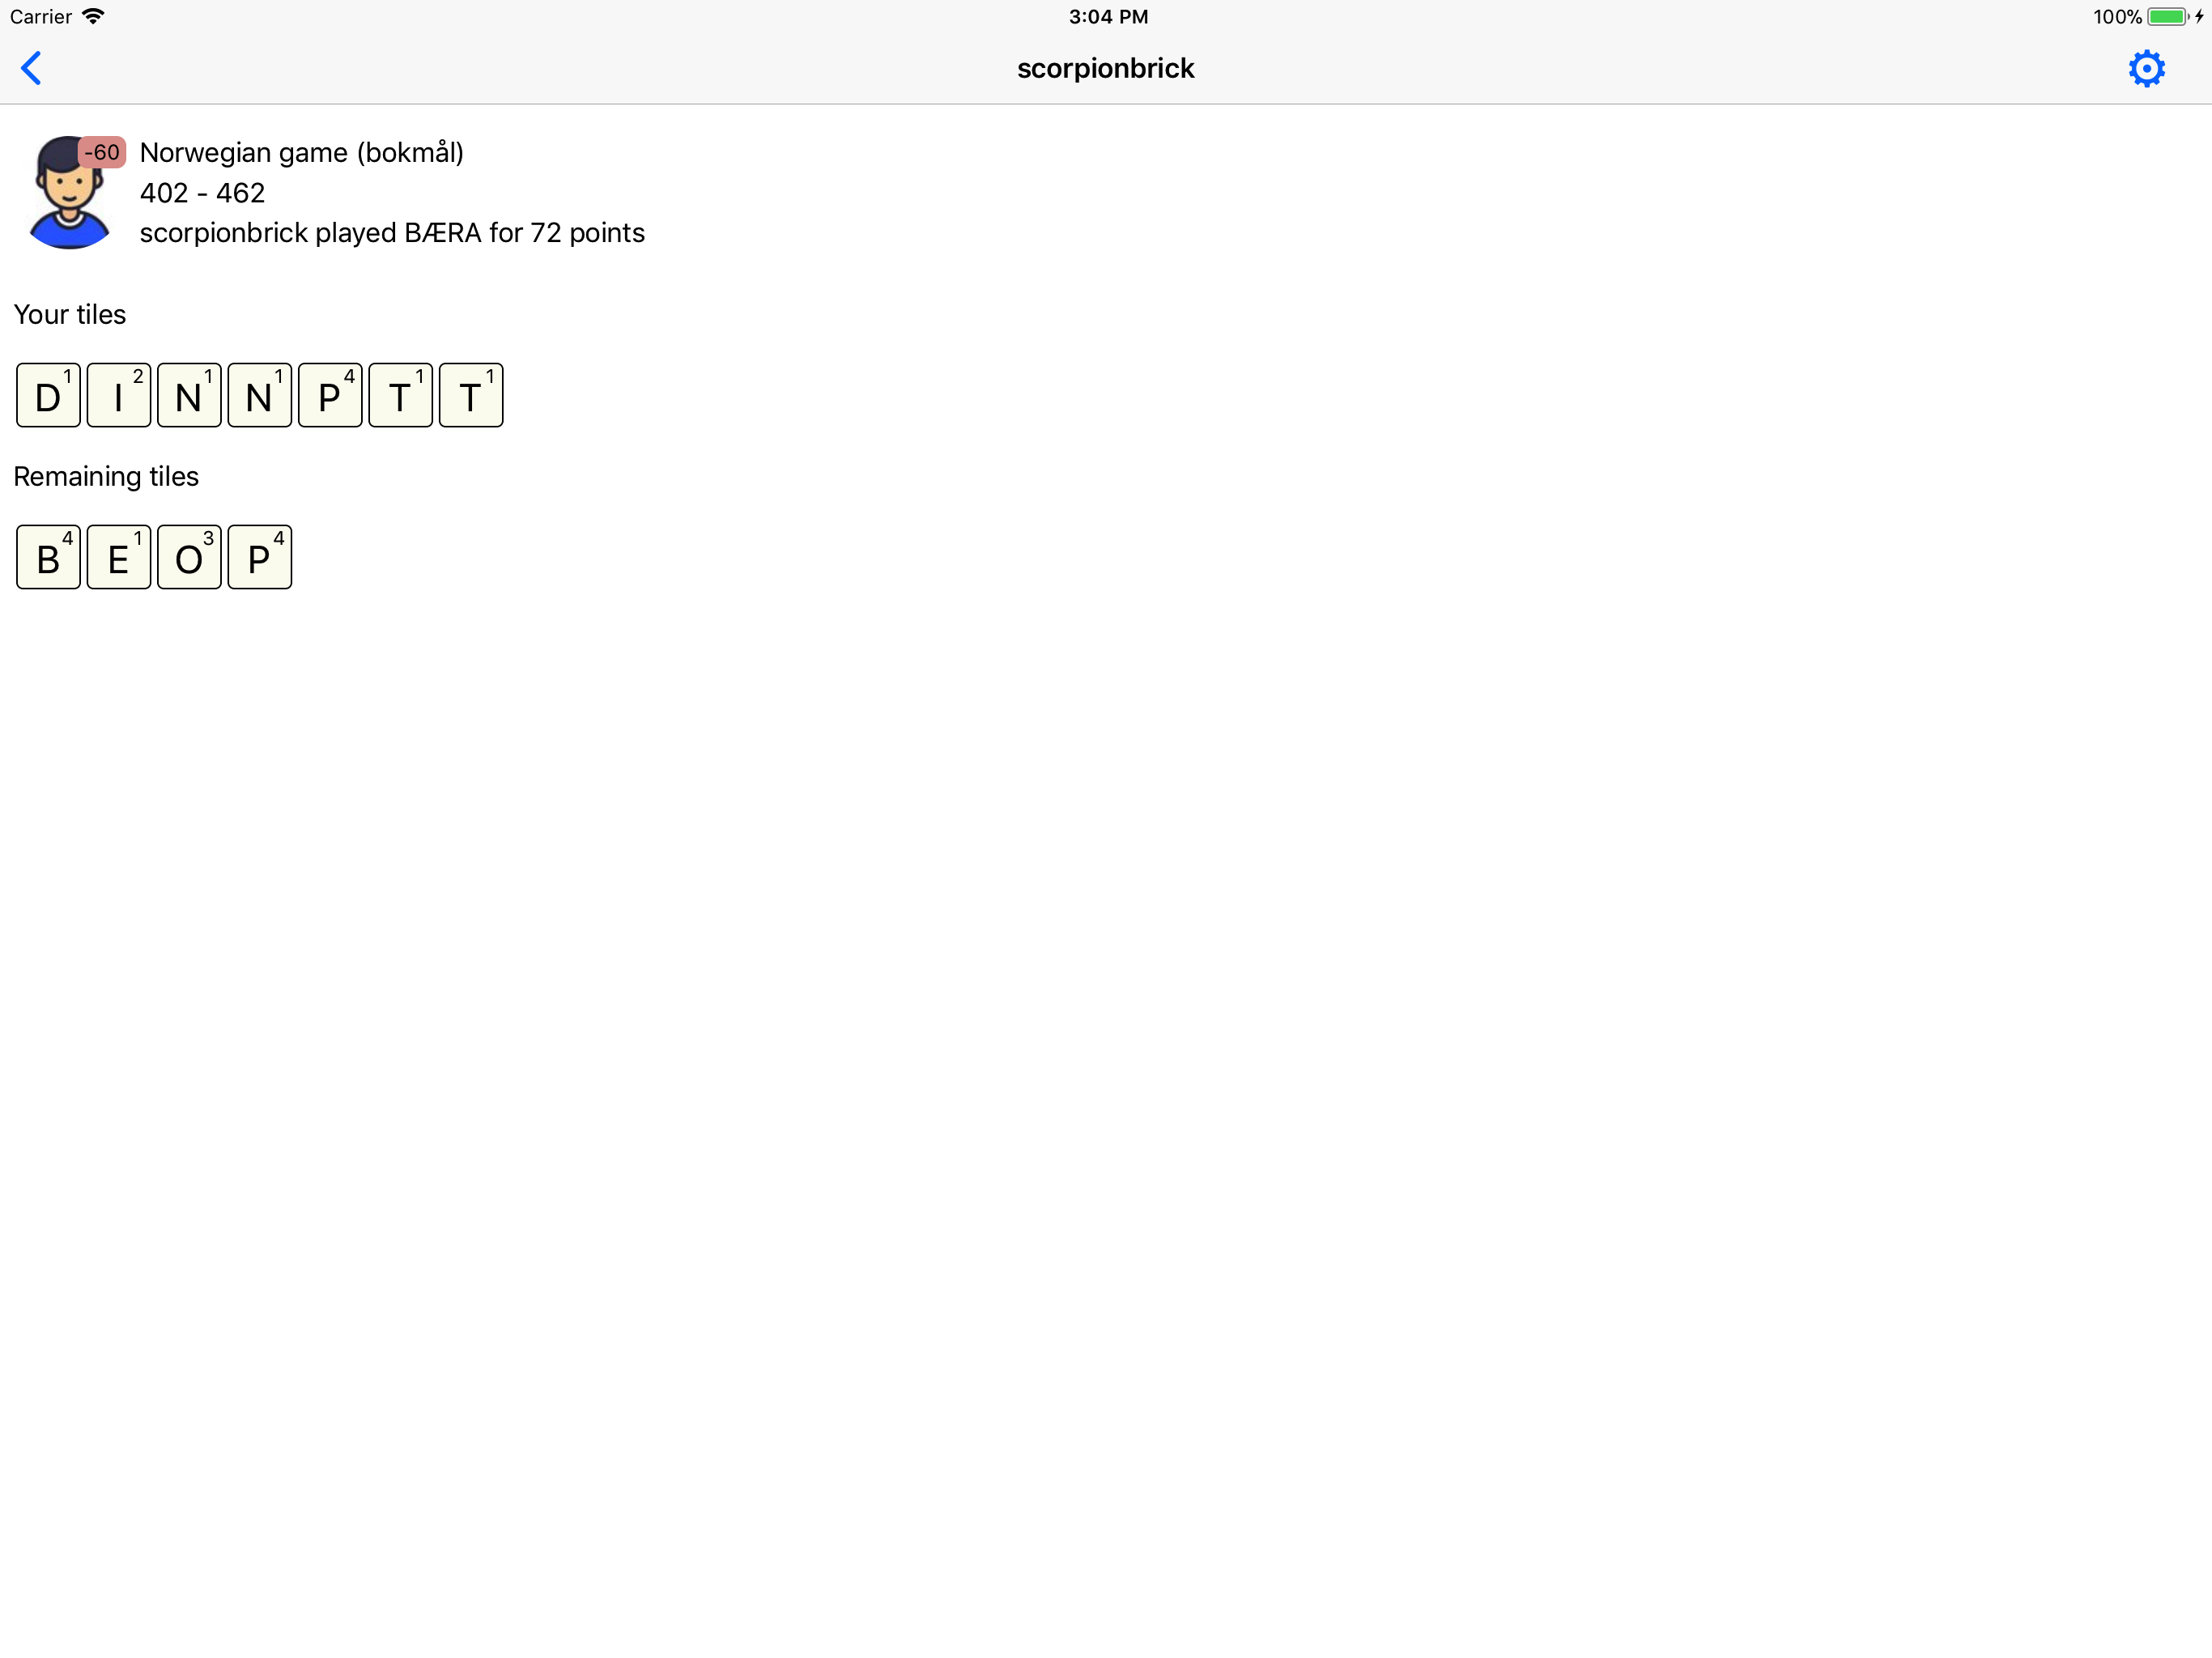 Carrier 3:04 PM 100%
scorpionbrick
-60
Norwegian game (bokmål)
402 - 462
scorpionbrick played BÆRA for 72 points
Your tiles
D 1 I 2 N 1 N 1 P 4 T 1 T 1
Remaining tiles
B 4 E 1 O 3 P 4